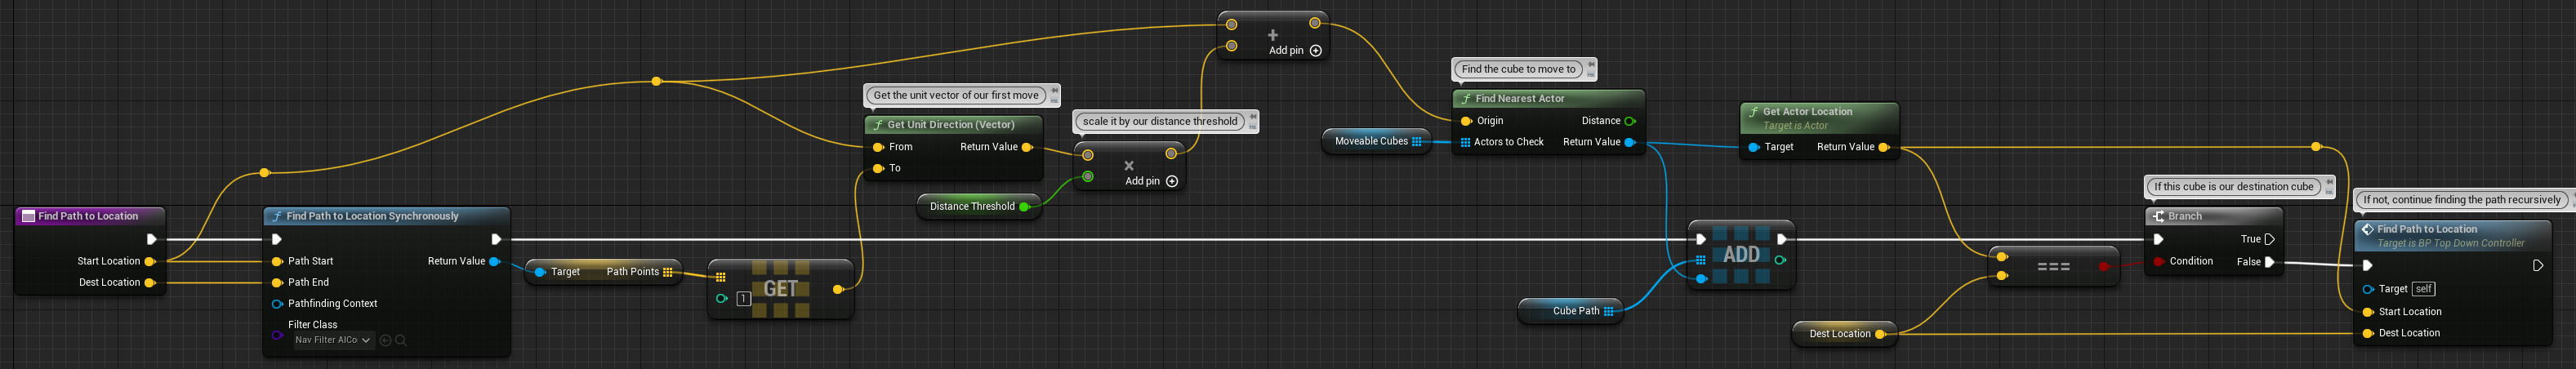 Add pin
Find the cube to move to
Get the unit vector of our first move
Find Nearest Actor
Get Actor Location
Target is Actor
scale it by our distance threshold
Get Unit Direction (Vector)
Origin
Distance
Moveable Cubes
Actors to Check
Return Value
From
Return Value
To
Target
Return Value
Add pin
Distance Threshold
If this cube is our destination cube
If not, continue finding the path recursively
Find Path to Location
Find Path to Location Synchronously
Branch
Find Path to Location
Target is BP Top Down Controller
True
ADD
Start Location
Path Start
Return Value
Target
Path Points
===
Condition
False
Dest Location
Path End
1
GET
Target
self
Pathfinding Context
Cube Path
Start Location
Filter Class
Nav Filter AICo
Dest Location
Dest Location